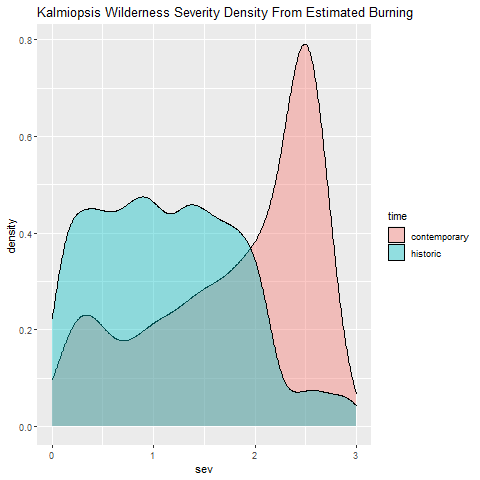 Kalmiopsis Wilderness Severity Density From Estimated Burning
0.8
0.6
0.4
0.2
0.0
density
0
1
2
3
sev
time
contemporary
historic